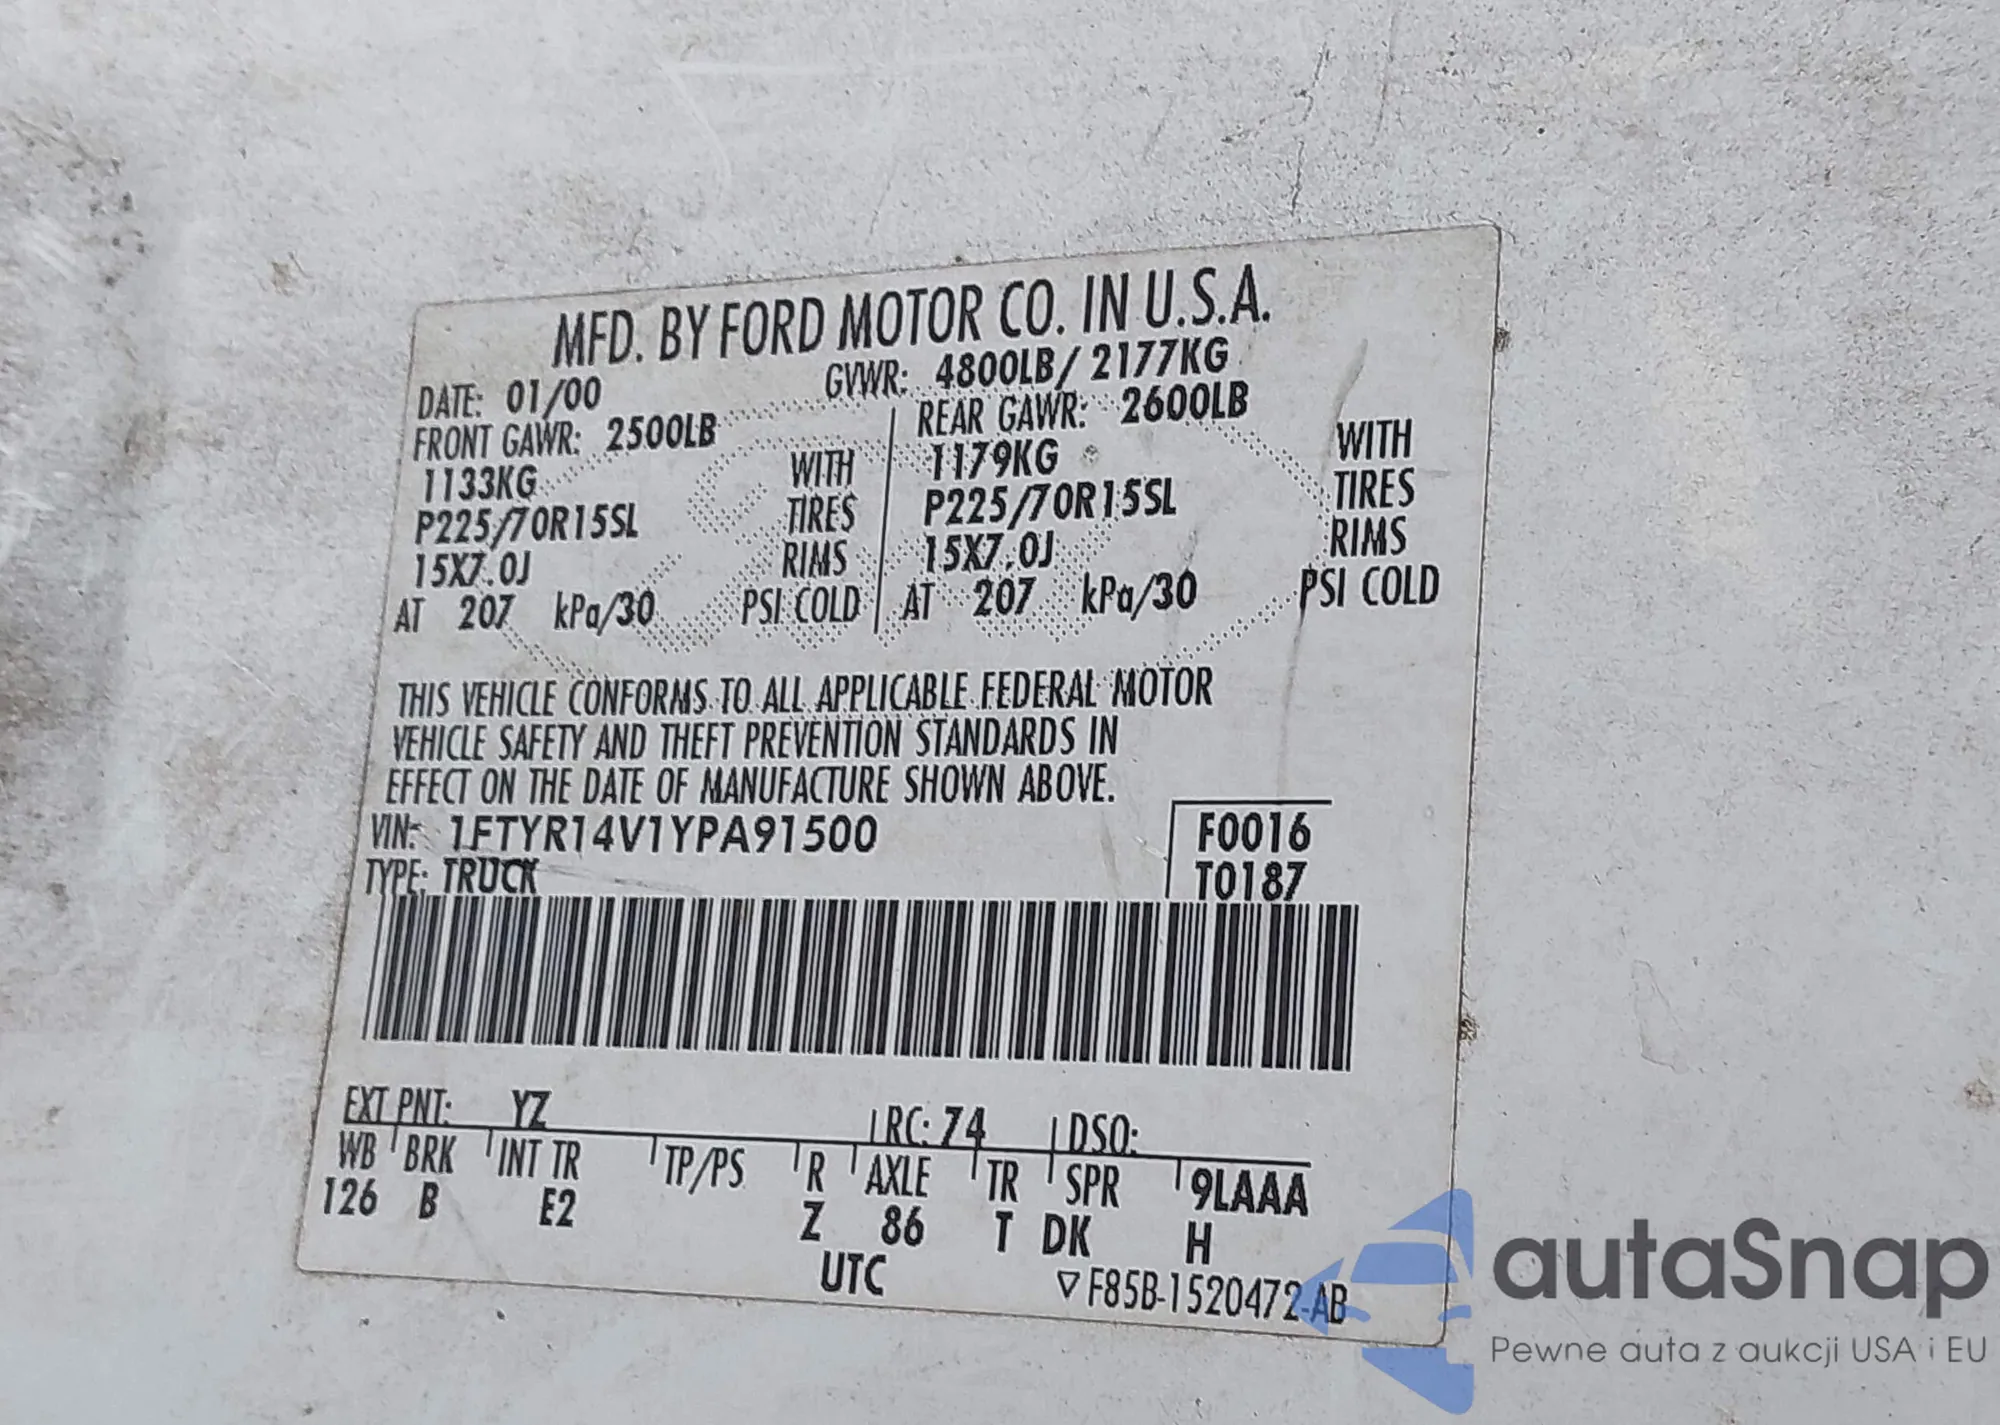 MFD. BY FORD MOTOR CO. IN U.S.A.
DATE: 01/00 GVWR: 4800LB/ 2177KG
FRONT GAWR: 2500LB REAR GAWR: 2600LB
1133KG WITH 1179KG WITH
P225/70R15SL TIRES P225/70R15SL TIRES
15X7.0J RIMS 15X7.0J RIMS
AT 207 kPa/30 PSI COLD AT 207 kPa/30 PSI COLD
THIS VEHICLE CONFORMS TO ALL APPLICABLE FEDERAL MOTOR
VEHICLE SAFETY AND THEFT PREVENTION STANDARDS IN
EFFECT ON THE DATE OF MANUFACTURE SHOWN ABOVE.
VIN: 1FTYR14V1YPA91500 F0016
TYPE: TRUCK T0187
EXT PNT: YZ RC: 74 DSO:
WB BRK INT TR TP/PS R AXLE TR SPR 9LAAA
126 B E2 Z 86 T DK H
UTC ▽F85B-1520472-AB
autaSnap
Pewne auta z aukcji USA i EU